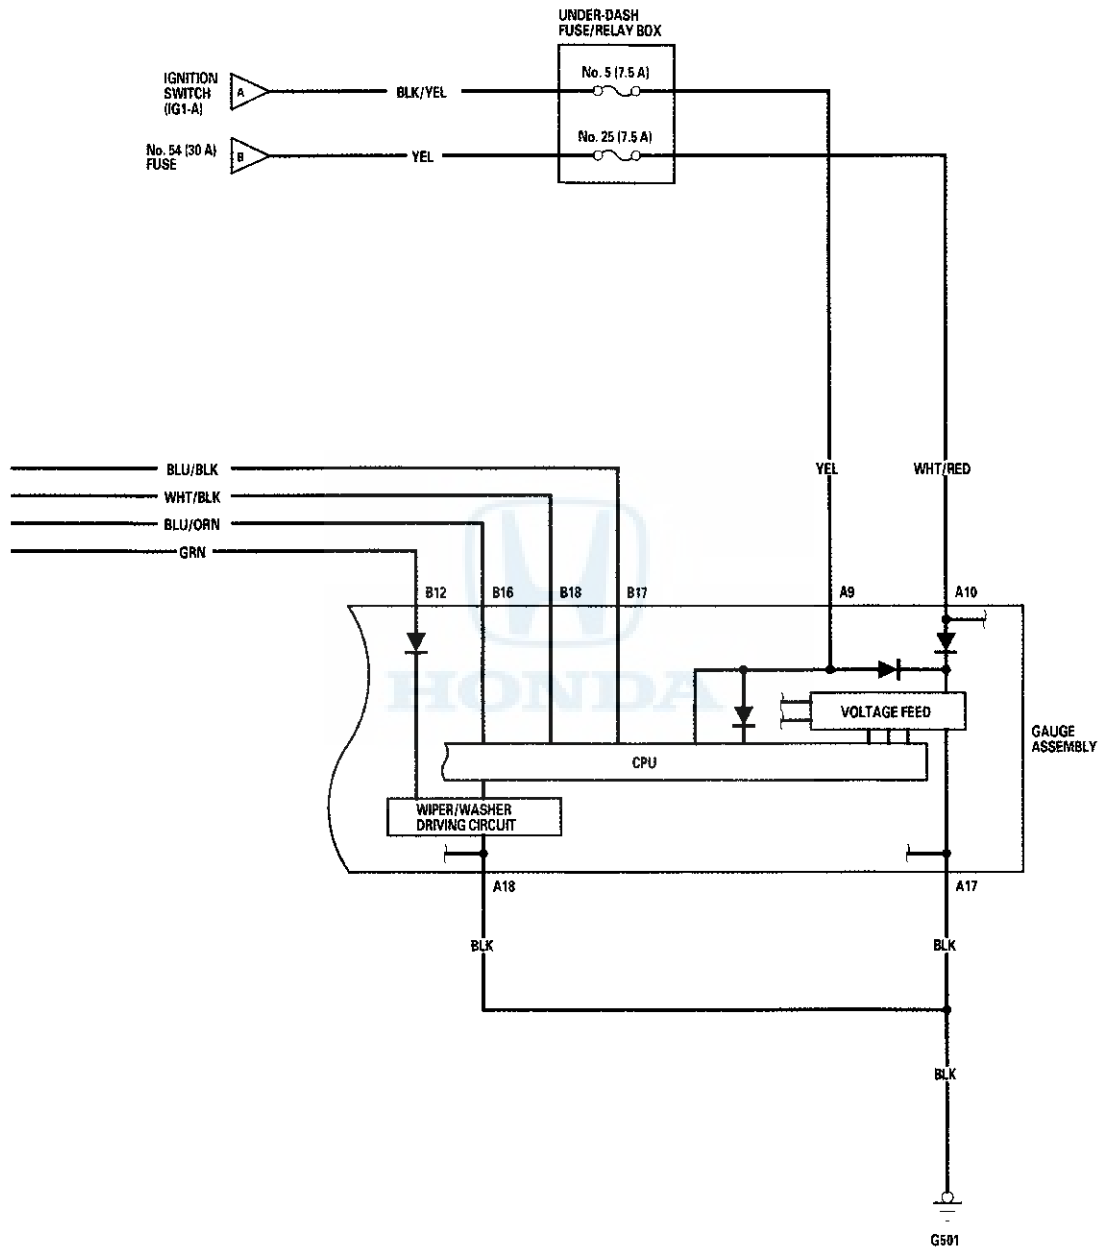 UNDER-DASH
FUSE/RELAY BOX
No. 5 (7.5 A)
IGNITION
SWITCH
(IG1-A)
A
BLK/YEL
No. 25 (7.5 A)
No. 54 (30 A)
FUSE
B
YEL
BLU/BLK
YEL
WHT/RED
WHT/BLK
BLU/ORN
GRN
B12
B16
B18
B17
A9
A10
HONDA
VOLTAGE FEED
GAUGE
ASSEMBLY
CPU
WIPER/WASHER
DRIVING CIRCUIT
A18
A17
BLK
BLK
BLK
G501